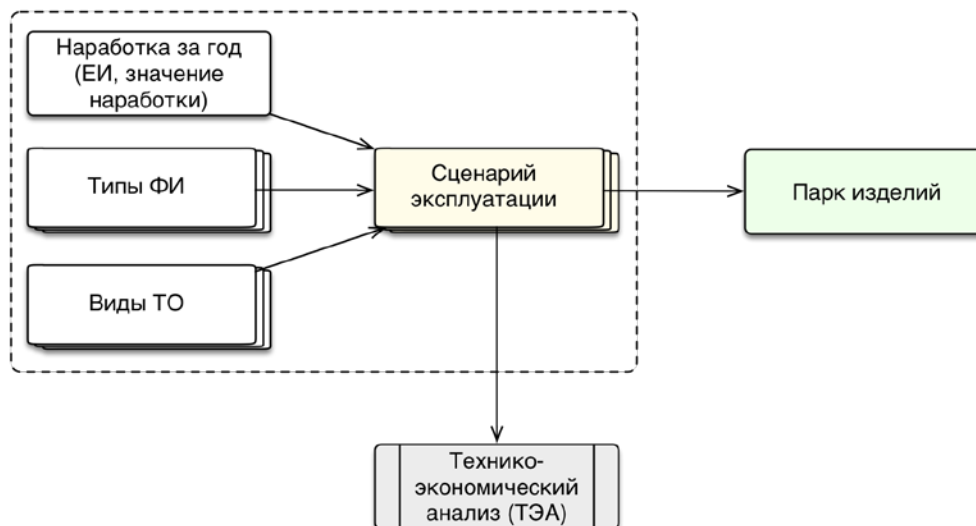 Наработка за год
(ЕИ, значение
наработки)
Типы ФИ
Сценарий
эксплуатации
Парк изделий
Виды ТО
Технико-
экономический
анализ (ТЭА)